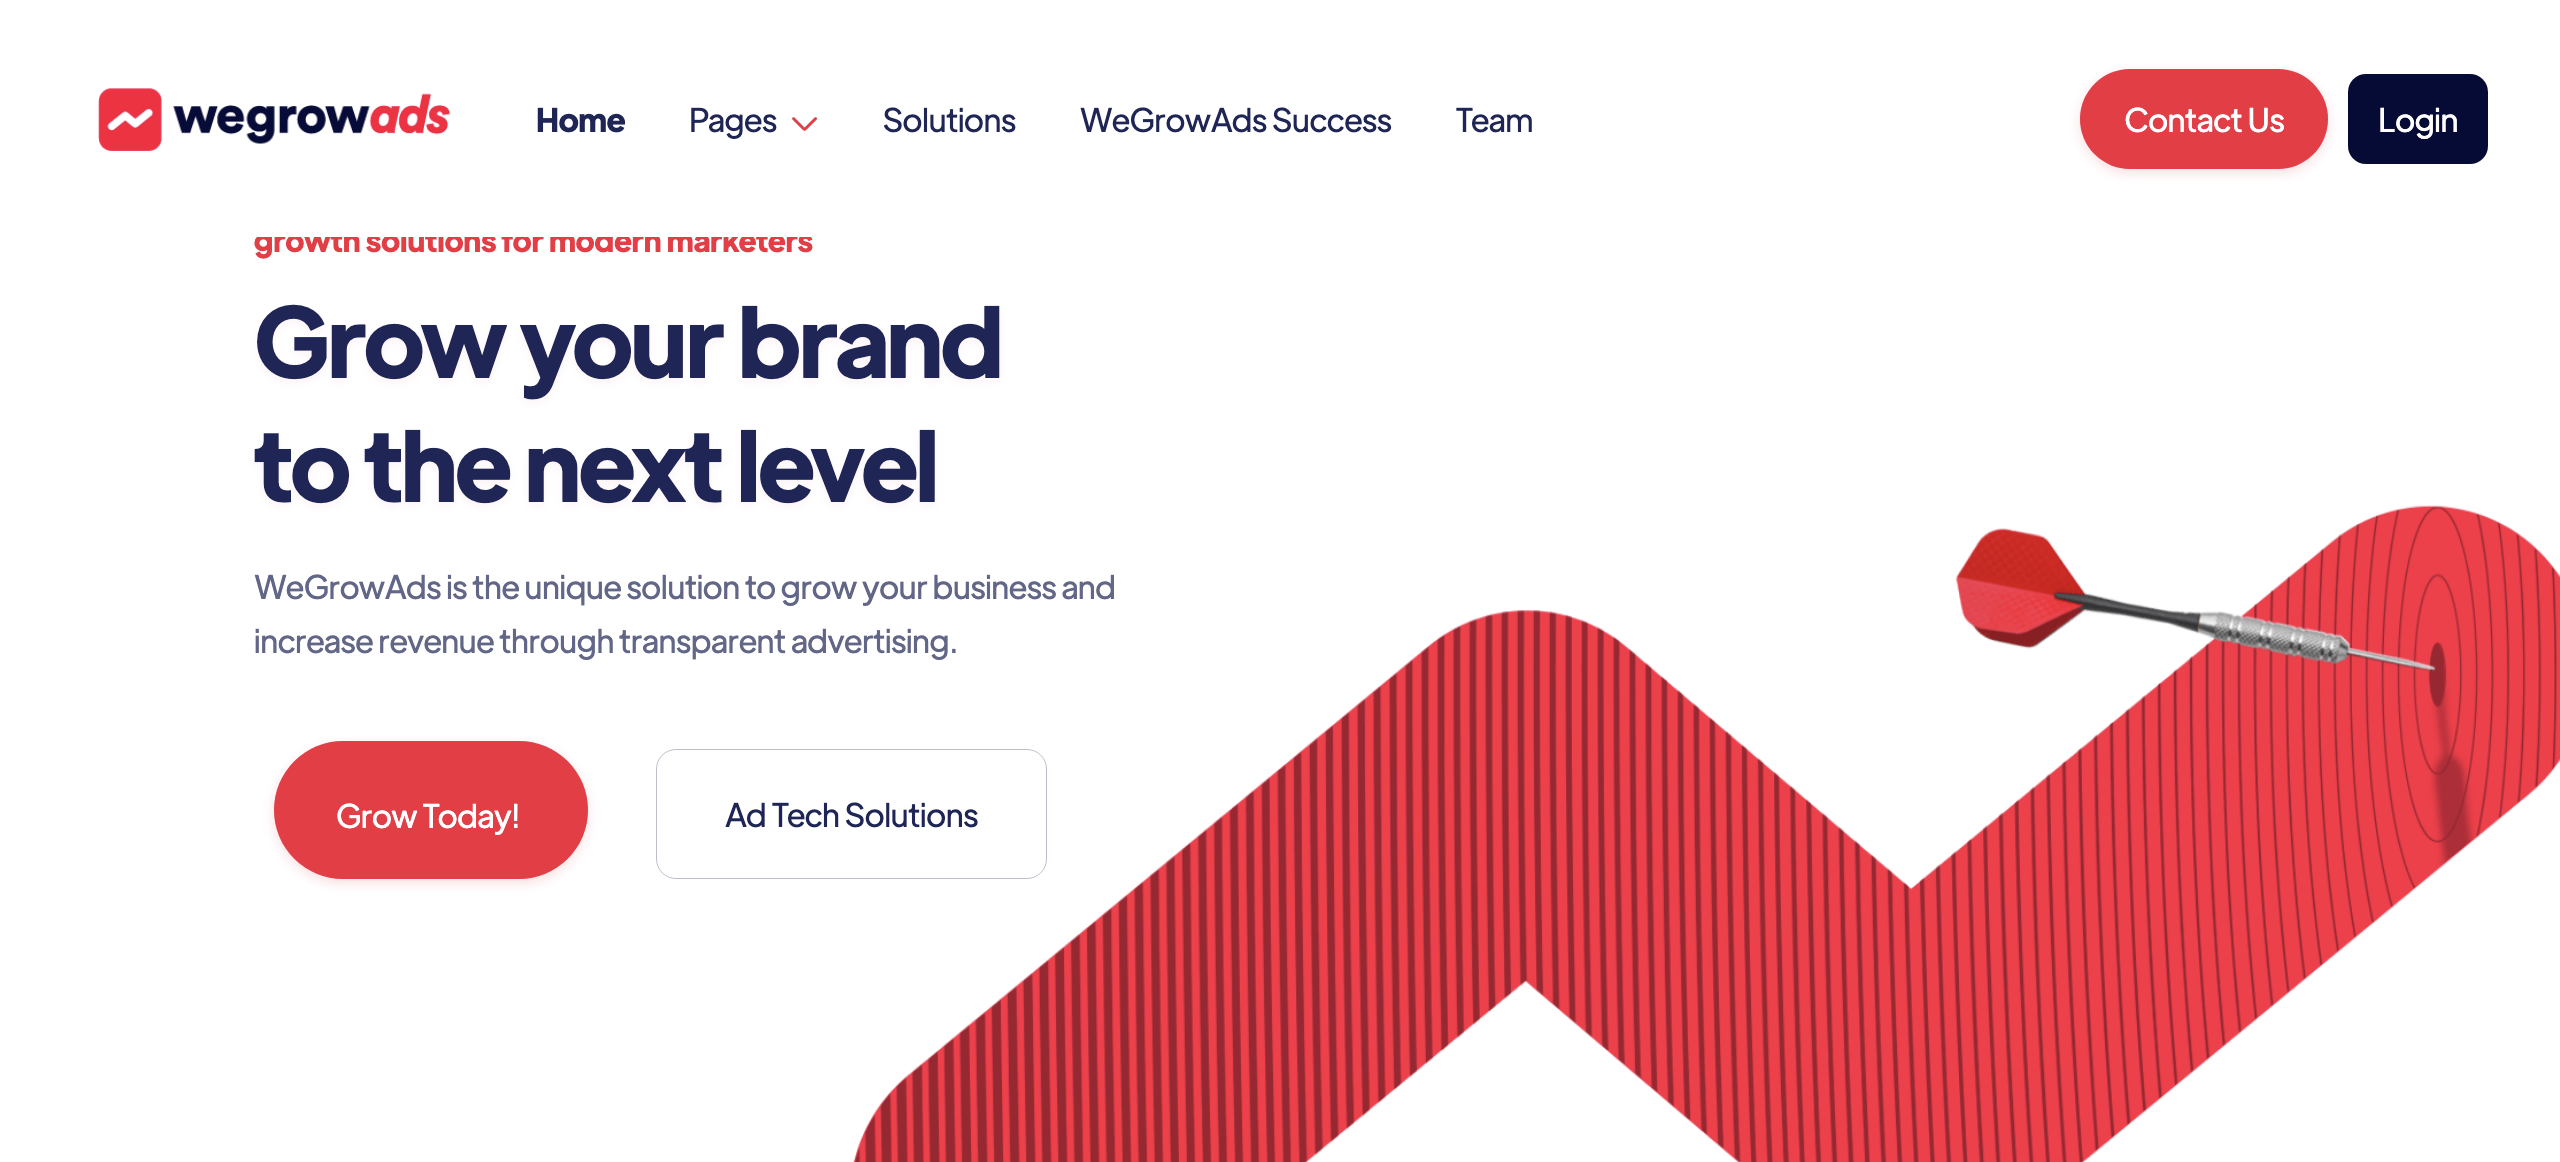 wegrowads
Home
Pages
Solutions
WeGrowAds Success
Team
Contact Us
Login
growth solutions for modern marketers
Grow your brand
to the next level
WeGrowAds is the unique solution to grow your business and
increase revenue through transparent advertising.
Grow Today!
Ad Tech Solutions